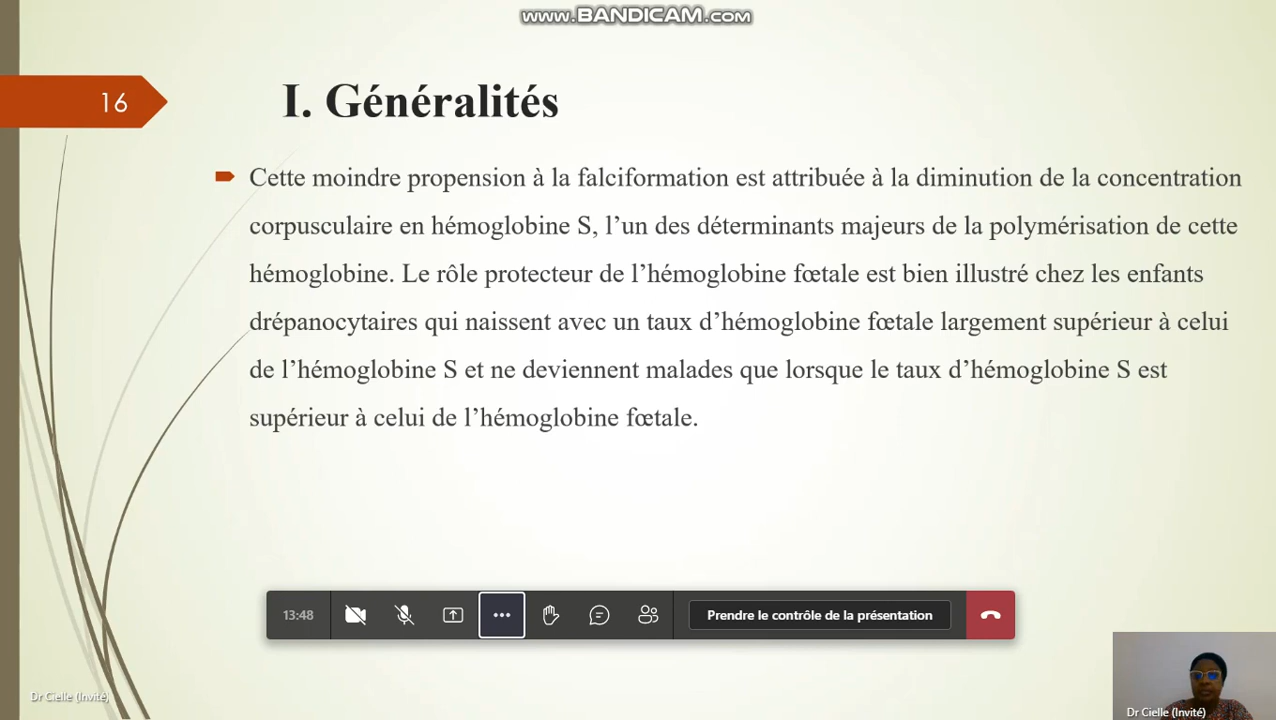 www.BANDICAM.com
16
I. Généralités
Cette moindre propension à la falciformation est attribuée à la diminution de la concentration
corpusculaire en hémoglobine S, l’un des déterminants majeurs de la polymérisation de cette
hémoglobine. Le rôle protecteur de l’hémoglobine fœtale est bien illustré chez les enfants
drépanocytaires qui naissent avec un taux d’hémoglobine fœtale largement supérieur à celui
de l’hémoglobine S et ne deviennent malades que lorsque le taux d’hémoglobine S est
supérieur à celui de l’hémoglobine fœtale.
13:48
Prendre le contrôle de la présentation
Dr Cielle (Invité)
Dr Cielle (Invité)